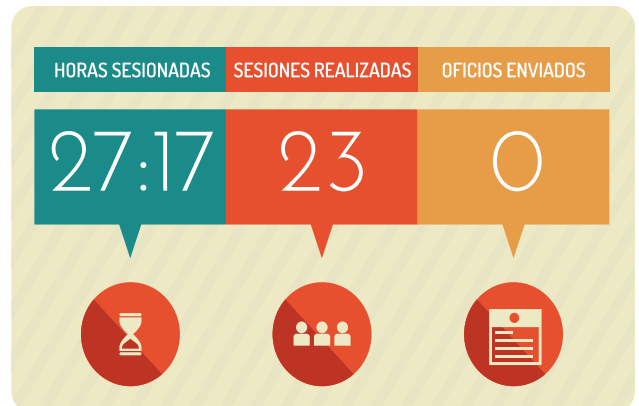 HORAS SESIONADAS
SESIONES REALIZADAS
OFICIOS ENVIADOS
27:17
23
0